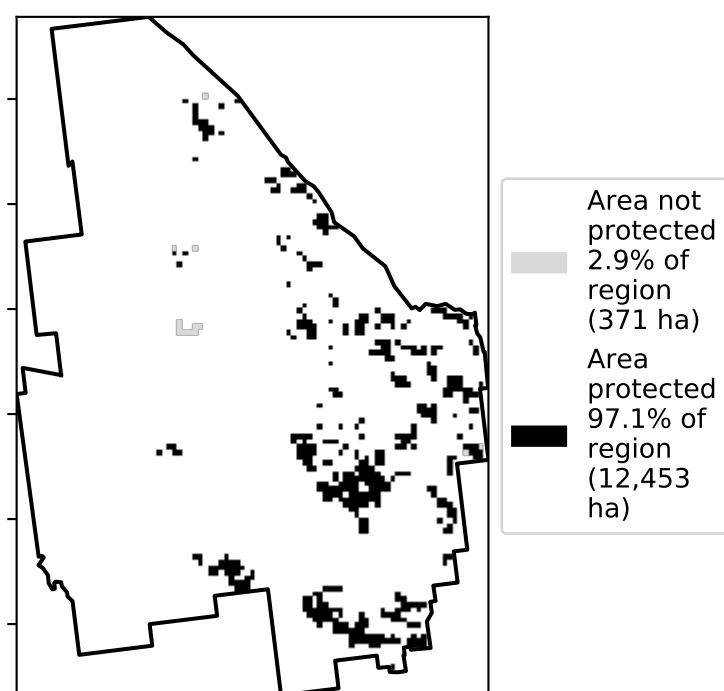 Area not
protected
2.9% of
region
(371 ha)
Area
protected
97.1% of
region
(12,453
ha)